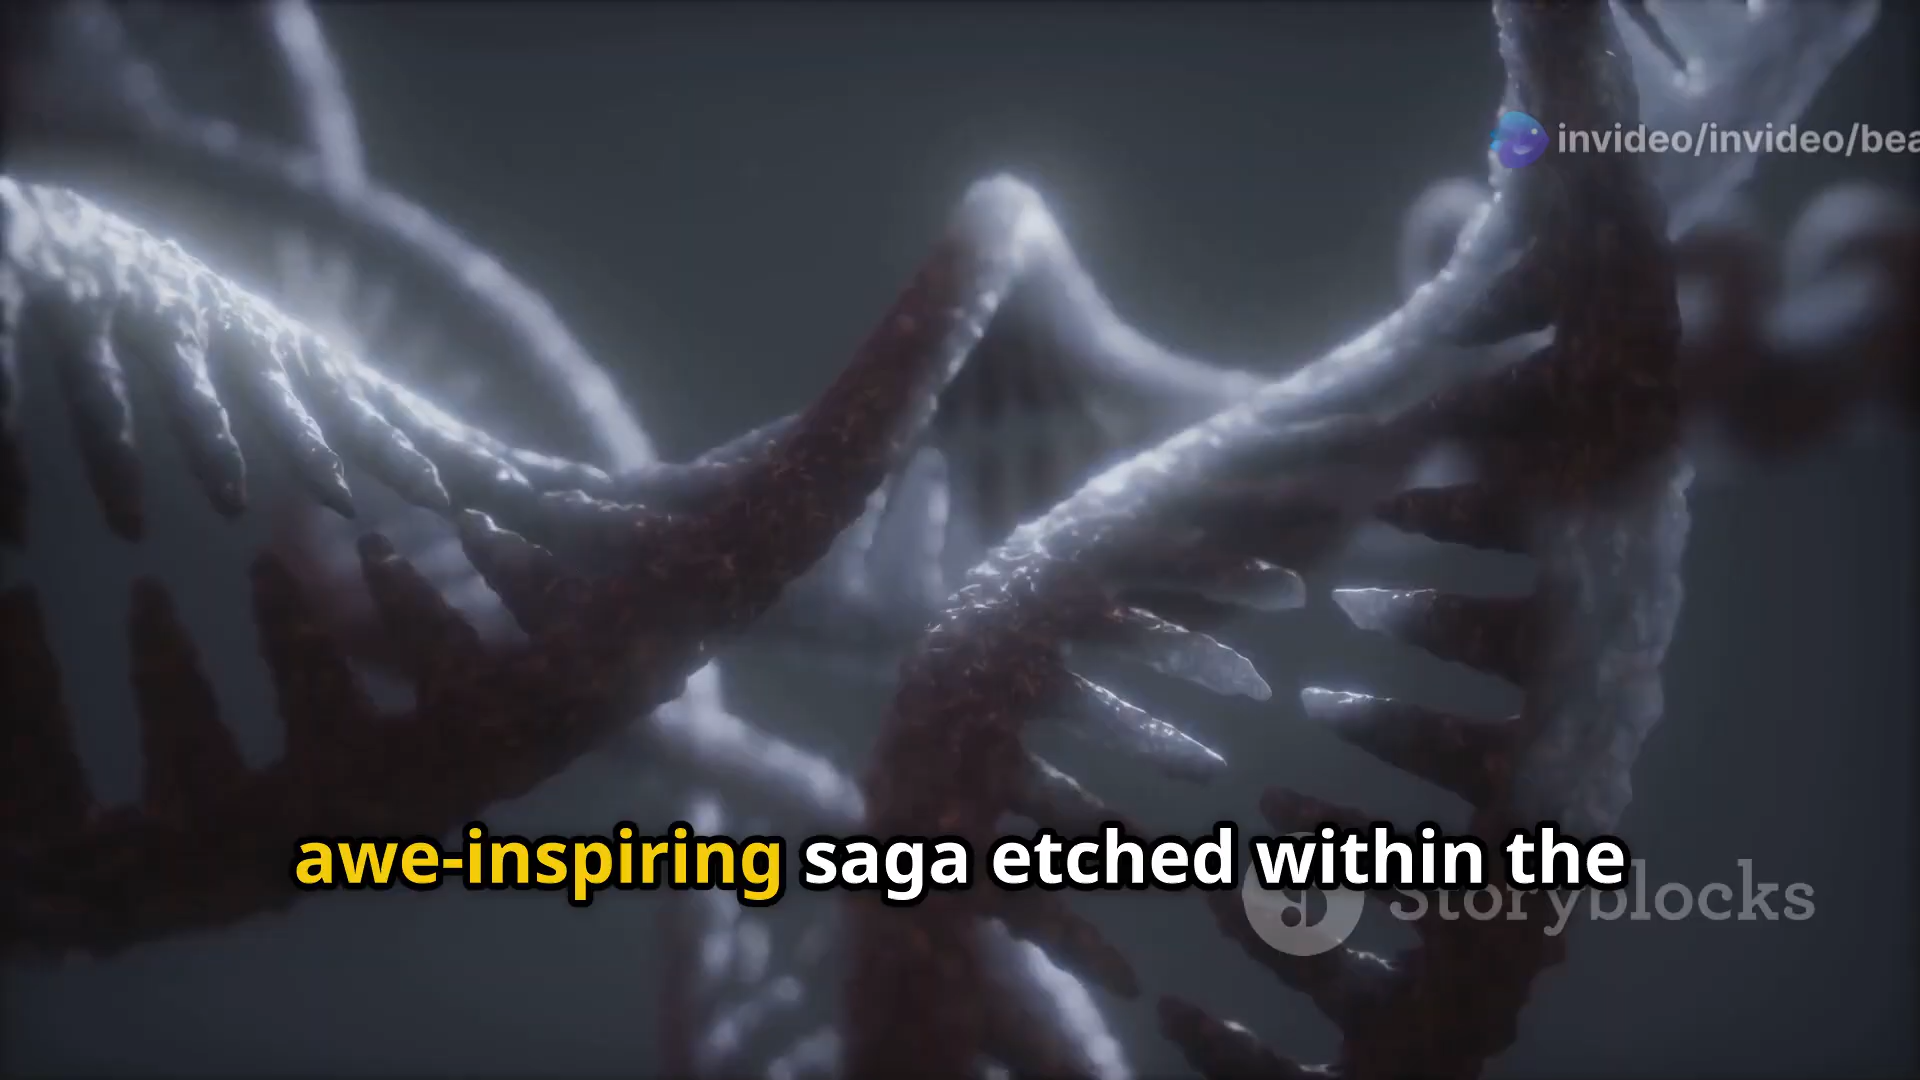 invideo/invideo/bea
awe-inspiring saga etched within the
Storyblocks